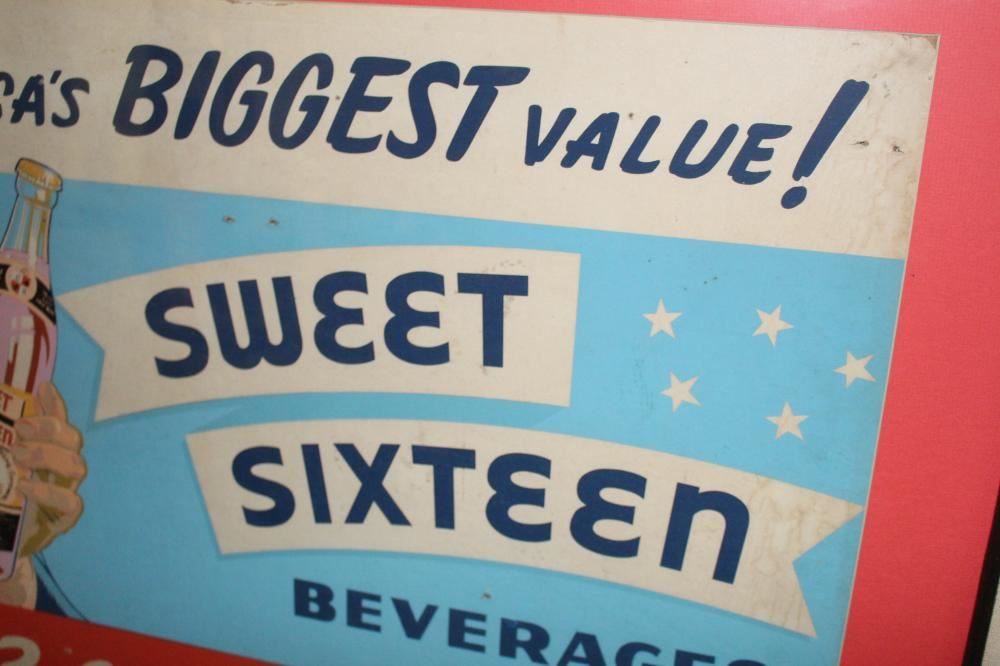 BIGGEST VALUE!
SWEET
SIXTEEN
BEVERAGES